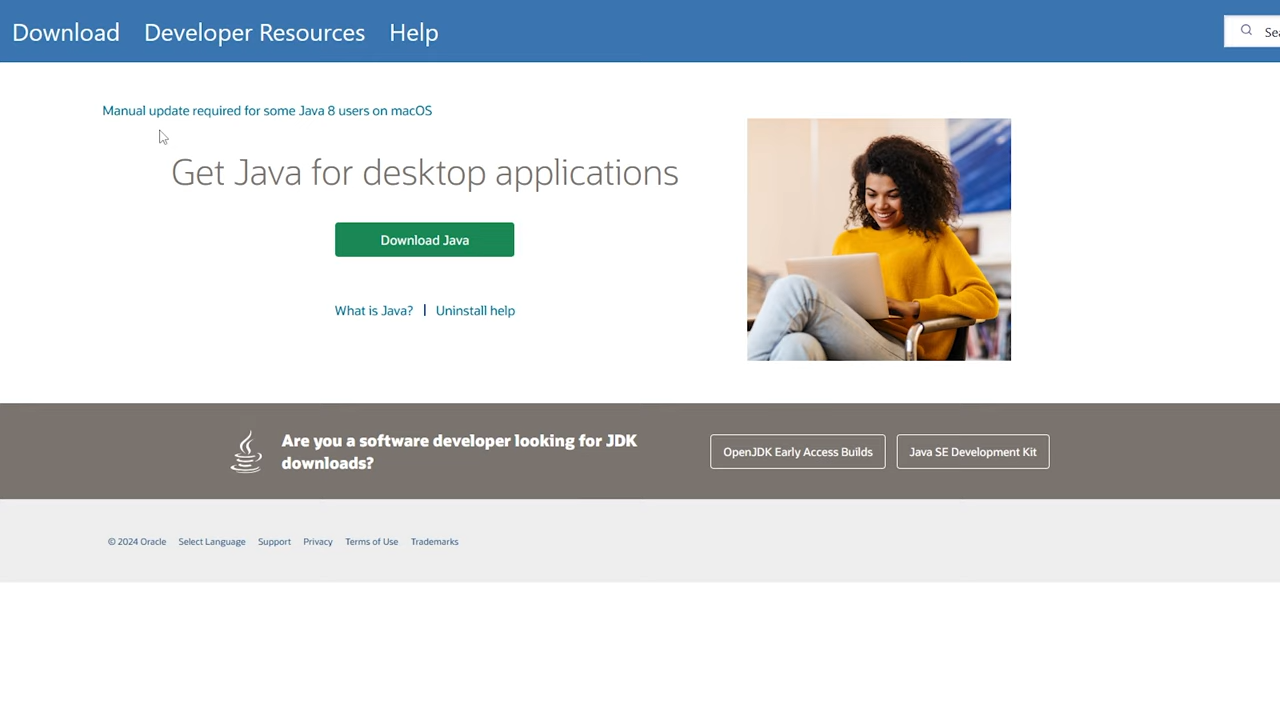 Download Developer Resources Help
Manual update required for some Java 8 users on macOS
Get Java for desktop applications
Download Java
What is Java? | Uninstall help
Are you a software developer looking for JDK
downloads?
OpenJDK Early Access Builds
Java SE Development Kit
© 2024 Oracle Select Language Support Privacy Terms of Use Trademarks